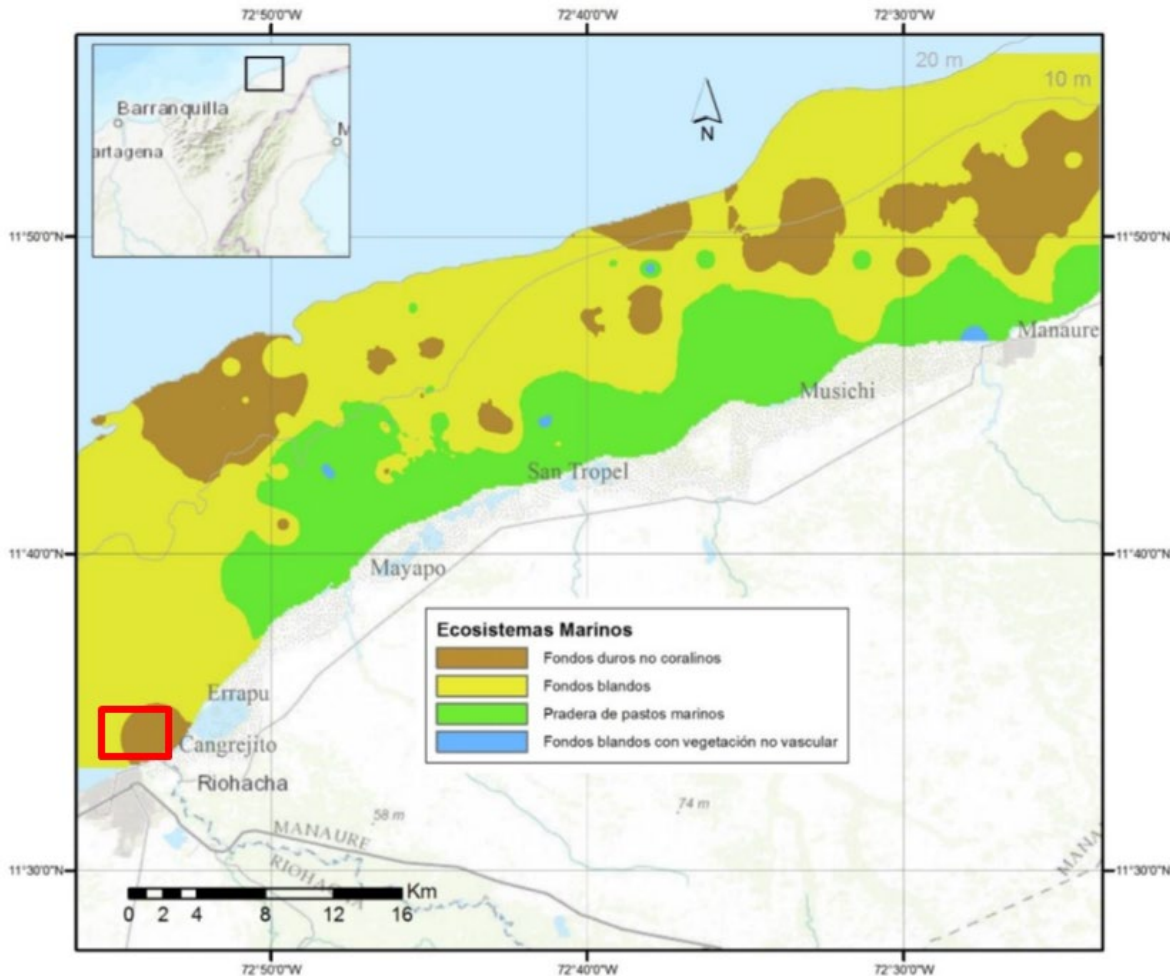 72°50'0"W 72°40'0"W 72°30'0"W
20 m
10 m
Barranquilla
M
artagena
N
11°50'0"N 11°50'0"N
Manaure
Musichi
San Tropel
11°40'0"N 11°40'0"N
Mayapo
Ecosistemas Marinos
Fondos duros no coralinos
Fondos blandos
Pradera de pastos marinos
Fondos blandos con vegetación no vascular
Errapu
Cangrejito
Riohacha
58 m
74 m
MANAURE
RIOHA
MANA
11°30'0"N 11°30'0"N
Km
0 2 4 8 12 16
72°50'0"W 72°40'0"W 72°30'0"W